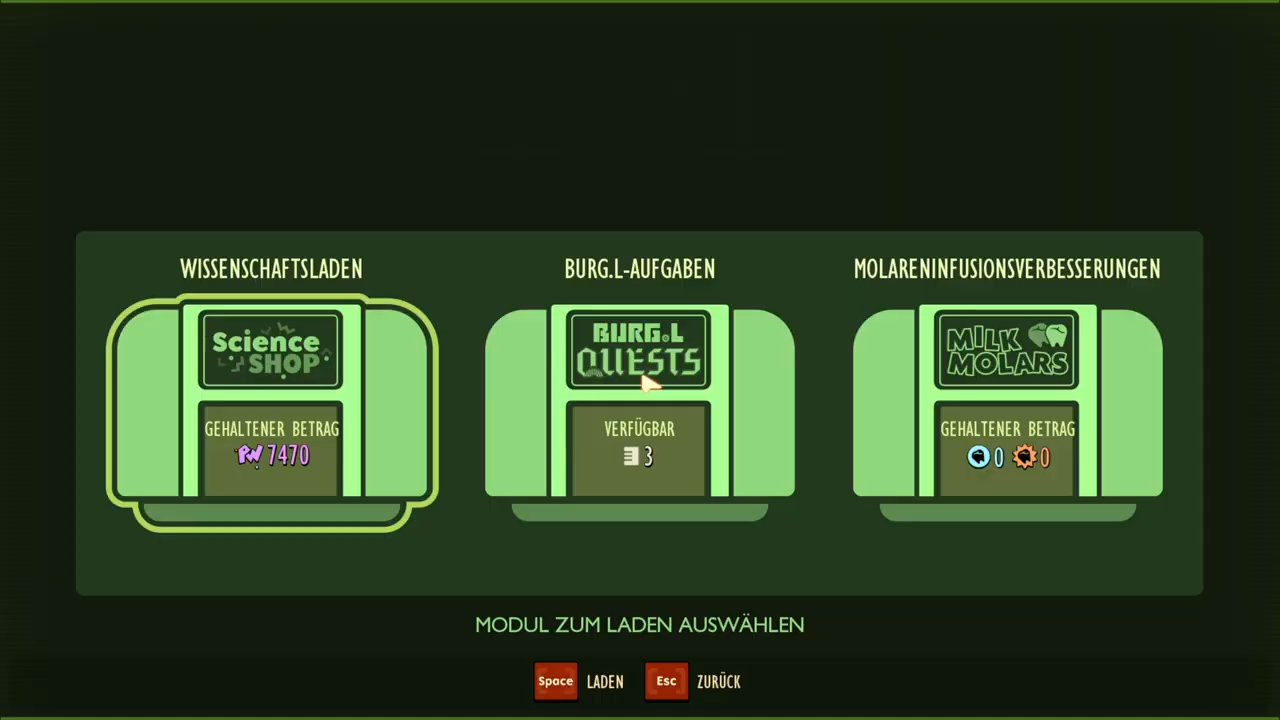 WISSENSCHAFTSLADEN
Science
SHOP
GEHALTENER BETRAG
7470
BURG.L-AUFGABEN
BURG.L
QUESTS
VERFÜGBAR
3
MOLARENINFUSIONSVERBESSERUNGEN
MILK
MOLARS
GEHALTENER BETRAG
0 0
MODUL ZUM LADEN AUSWÄHLEN
Space LADEN Esc ZURÜCK